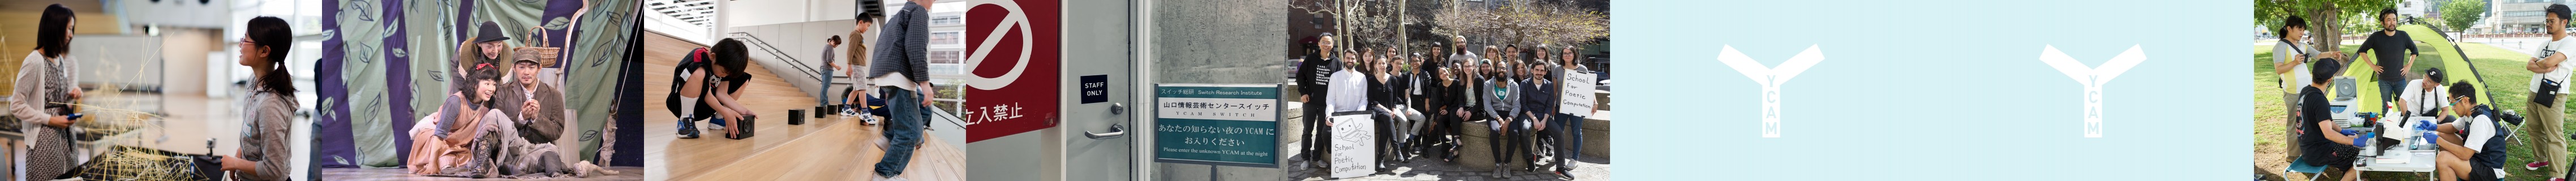 立入禁止
STAFF
ONLY
スイッチ総研 Switch Research Institute
山口情報芸術センタースイッチ
YCAM SWITCH
あなたの知らない夜のYCAMに
お入りください
Please enter the unknown YCAM at the night
School
for
Poetic
Computation
School
For
Poetic
Computation
YCAM
YCAM